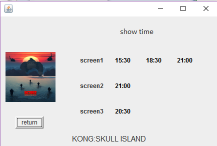 show time
screen1 15:30 18:30 21:00
screen2 21:00
screen3 20:30
return
KONG:SKULL ISLAND